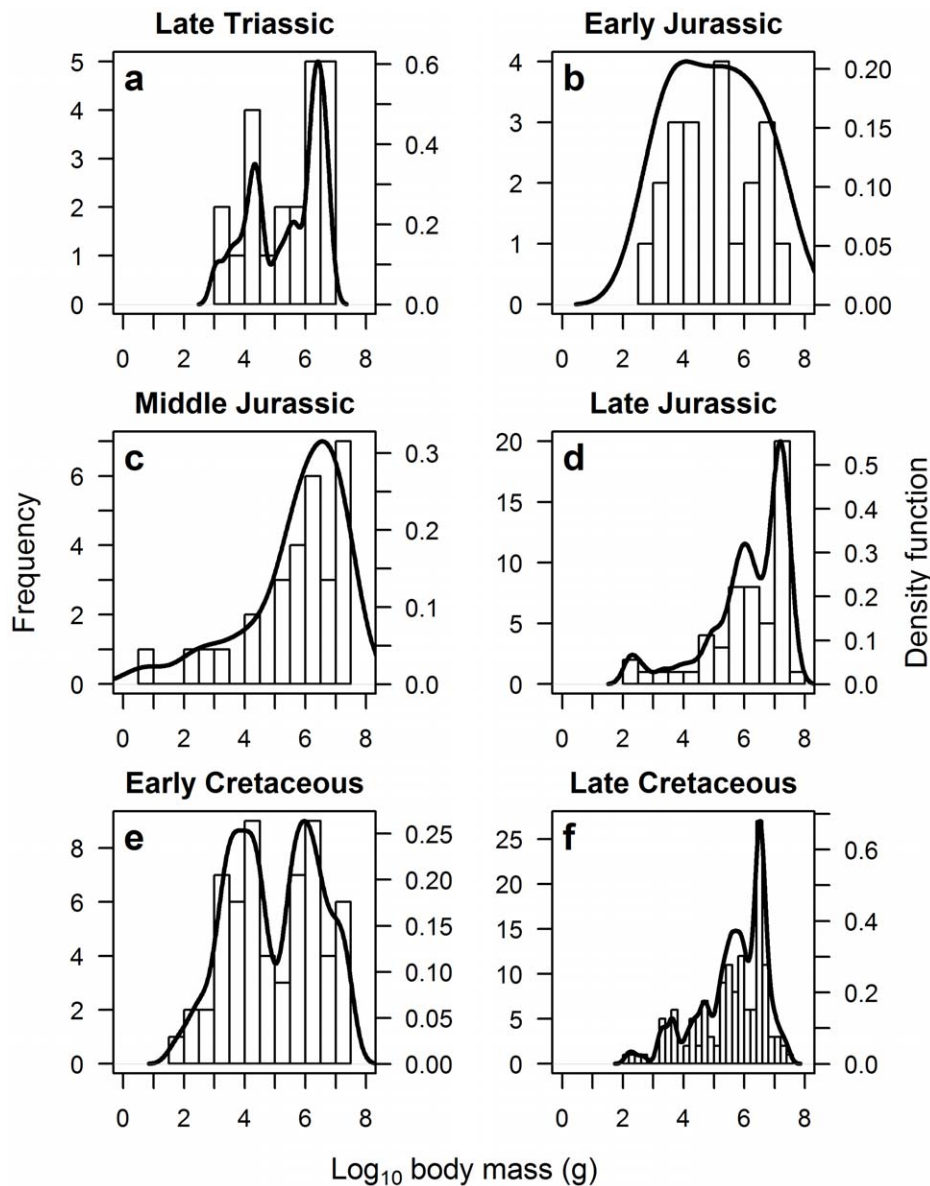 Late Triassic
Early Jurassic
a
5
4
3
2
1
0
0.6
0.4
0.2
0.0
0 2 4 6 8
b
4
3
2
1
0
0.20
0.15
0.10
0.05
0.00
0 2 4 6 8
Middle Jurassic
Late Jurassic
c
6
4
2
0
0.3
0.2
0.1
0.0
0 2 4 6 8
d
20
15
10
5
0
0.5
0.4
0.3
0.2
0.1
0.0
0 2 4 6 8
Frequency
Density function
Early Cretaceous
Late Cretaceous
e
8
6
4
2
0
0.25
0.20
0.15
0.10
0.05
0.00
0 2 4 6 8
f
25
20
15
10
5
0
0.6
0.4
0.2
0.0
0 2 4 6 8
Log₁₀ body mass (g)